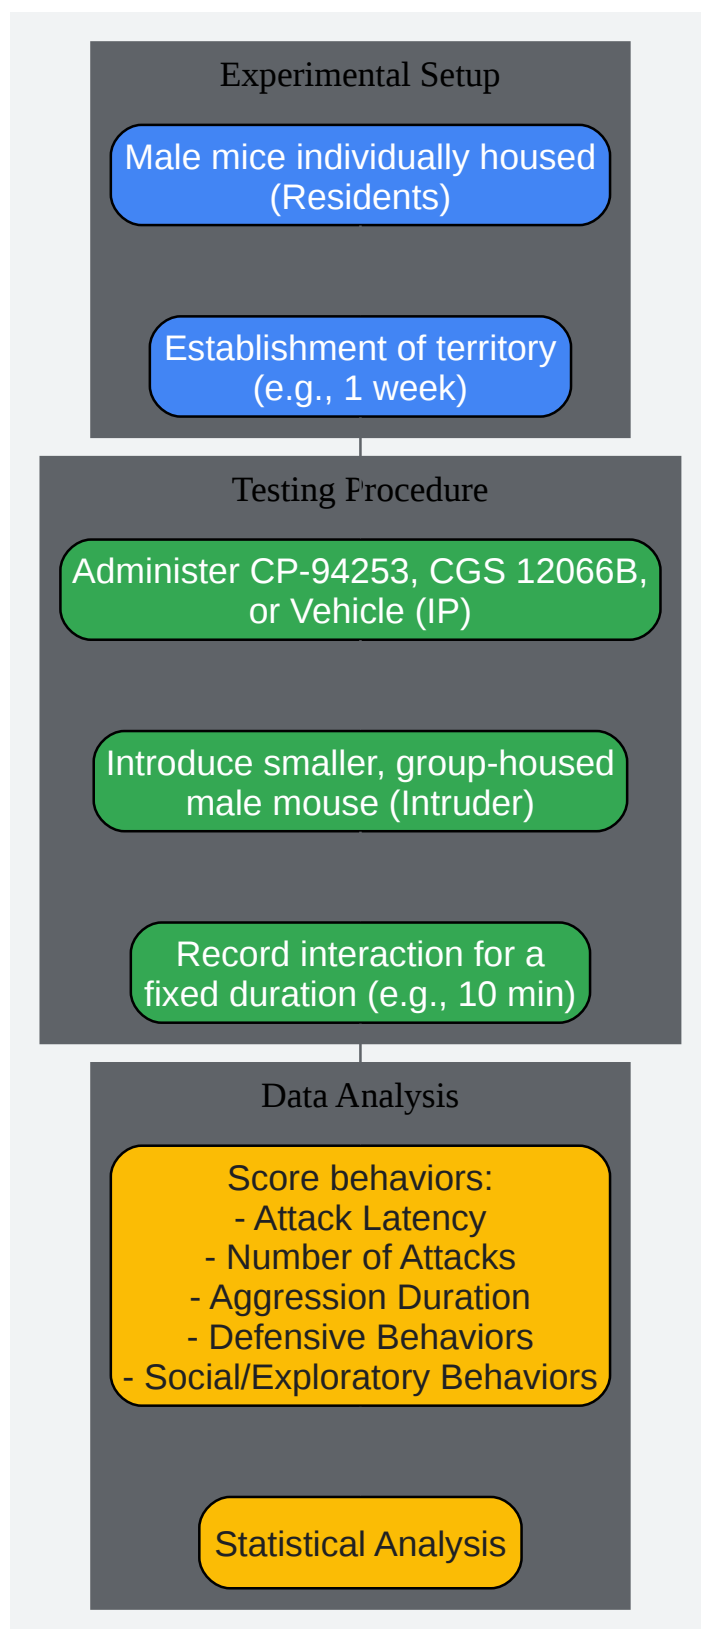 Experimental Setup
Male mice individually housed
(Residents)
Establishment of territory
(e.g., 1 week)
Testing Procedure
Administer CP-94253, CGS 12066B,
or Vehicle (IP)
Introduce smaller, group-housed
male mouse (Intruder)
Record interaction for a
fixed duration (e.g., 10 min)
Data Analysis
Score behaviors:
- Attack Latency
- Number of Attacks
- Aggression Duration
- Defensive Behaviors
- Social/Exploratory Behaviors
Statistical Analysis